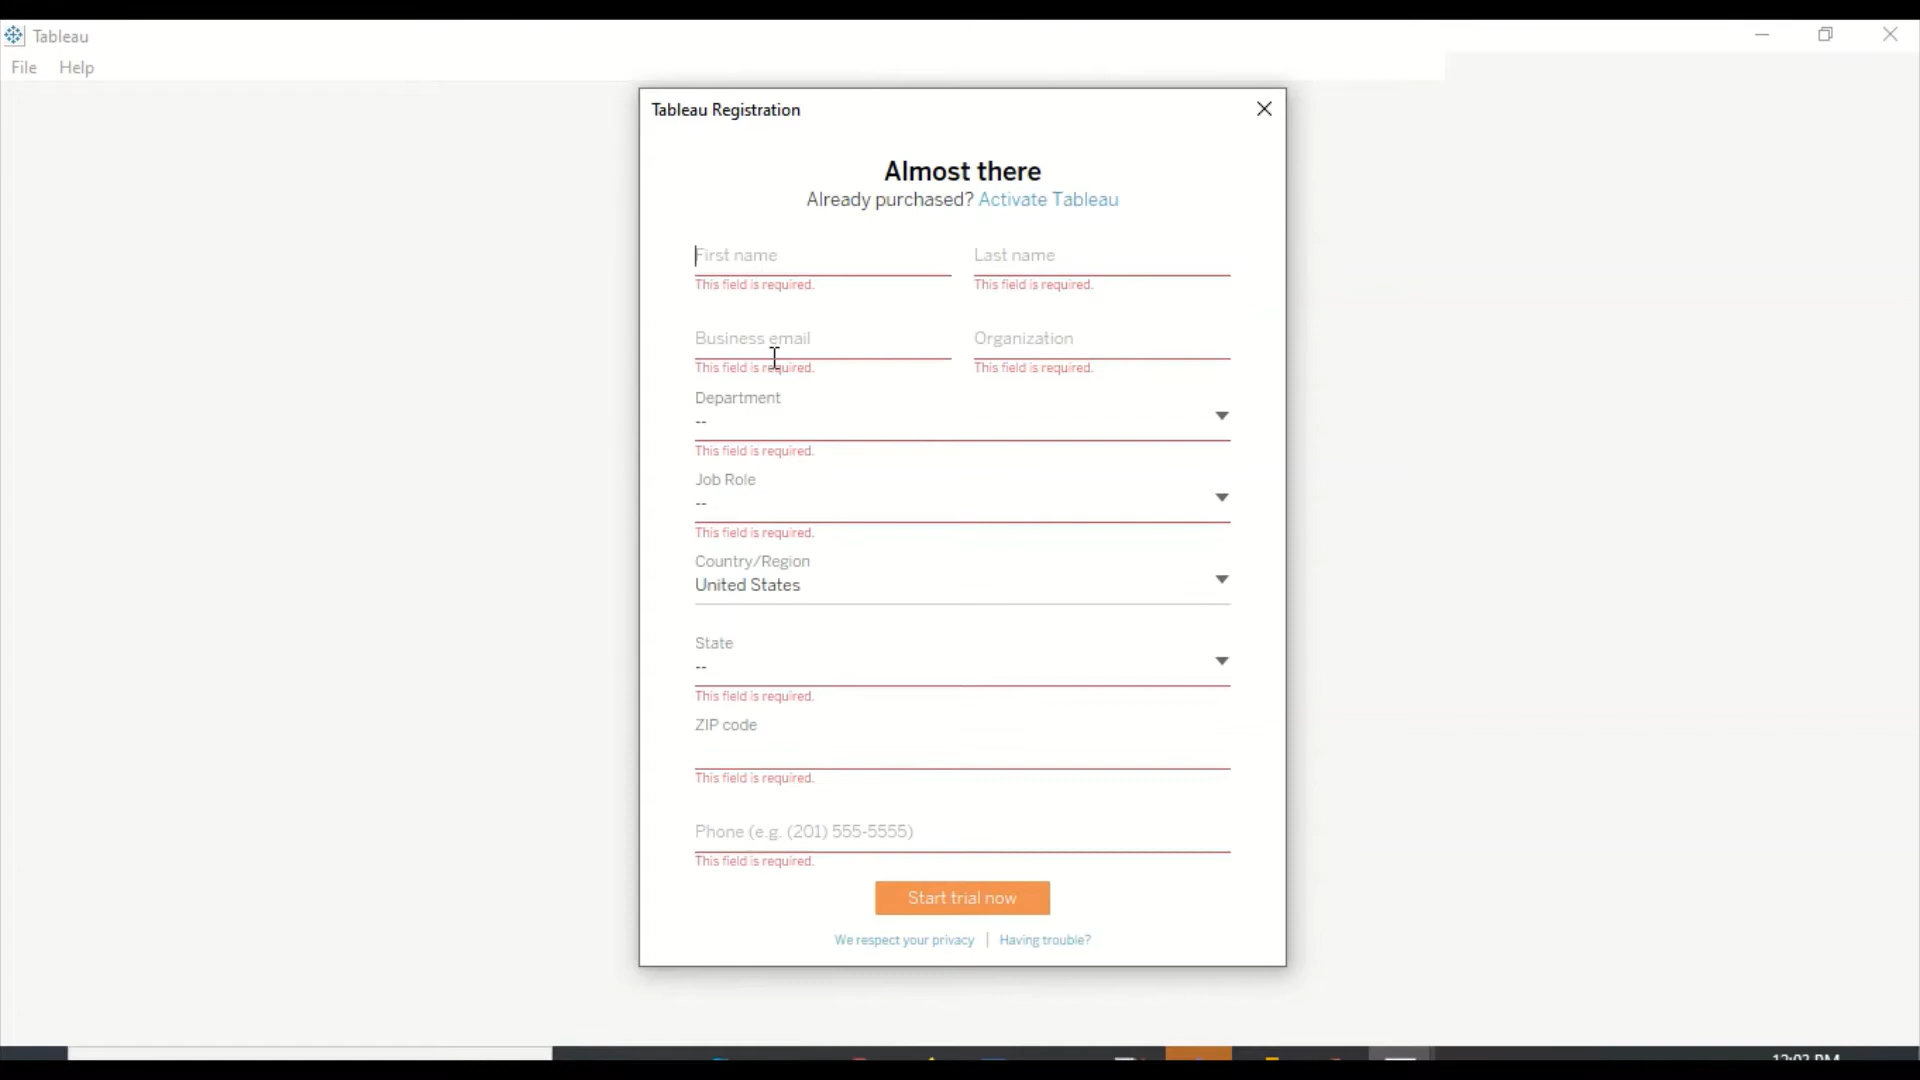 Tableau
File Help
Tableau Registration
Almost there
Already purchased? Activate Tableau
First name Last name
This field is required. This field is required.
Business email Organization
This field is required. This field is required.
Department
--
This field is required.
Job Role
--
This field is required.
Country/Region
United States
State
--
This field is required.
ZIP code
This field is required.
Phone (e.g. (201) 555-5555)
This field is required.
Start trial now
We respect your privacy | Having trouble?